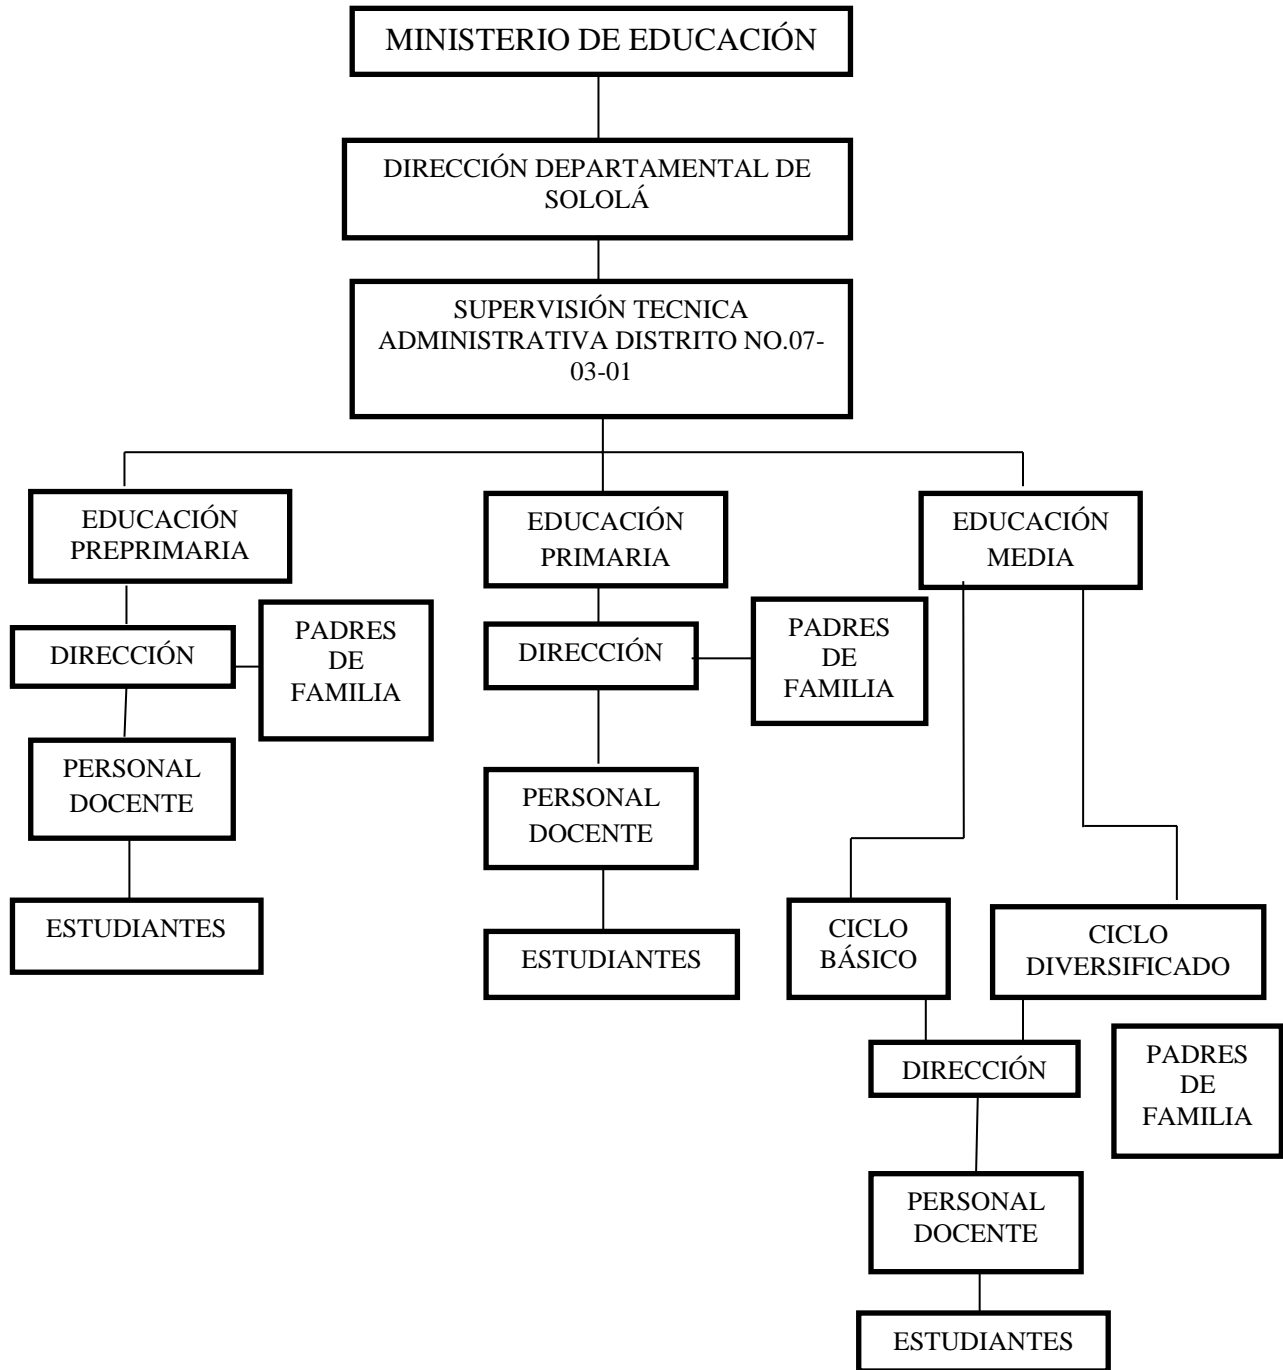 MINISTERIO DE EDUCACIÓN
DIRECCIÓN DEPARTAMENTAL DE
SOLOLÁ
SUPERVISIÓN TECNICA
ADMINISTRATIVA DISTRITO NO.07-
03-01
EDUCACIÓN
PREPRIMARIA
EDUCACIÓN
PRIMARIA
EDUCACIÓN
MEDIA
DIRECCIÓN
PADRES
DE
FAMILIA
DIRECCIÓN
PADRES
DE
FAMILIA
PERSONAL
DOCENTE
PERSONAL
DOCENTE
ESTUDIANTES
ESTUDIANTES
CICLO
BÁSICO
CICLO
DIVERSIFICADO
DIRECCIÓN
PADRES
DE
FAMILIA
PERSONAL
DOCENTE
ESTUDIANTES